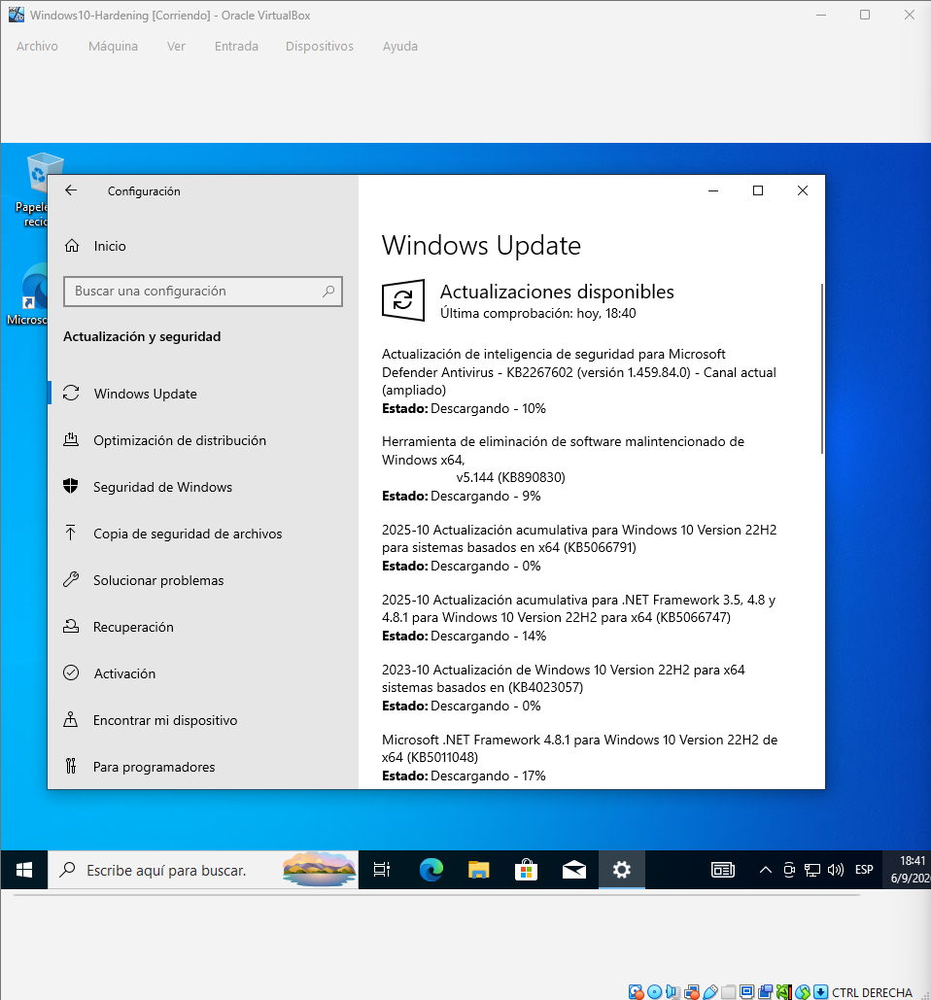 Windows10-Hardening [Corriendo] - Oracle VirtualBox
Archivo Máquina Ver Entrada Dispositivos Ayuda
Configuración
Inicio
Buscar una configuración
Actualización y seguridad
Windows Update
Optimización de distribución
Seguridad de Windows
Copia de seguridad de archivos
Solucionar problemas
Recuperación
Activación
Encontrar mi dispositivo
Para programadores
Windows Update
Actualizaciones disponibles
Última comprobación: hoy, 18:40
Actualización de inteligencia de seguridad para Microsoft
Defender Antivirus - KB2267602 (versión 1.459.84.0) - Canal actual
(ampliado)
Estado: Descargando - 10%
Herramienta de eliminación de software malintencionado de
Windows x64,
v5.144 (KB890830)
Estado: Descargando - 9%
2025-10 Actualización acumulativa para Windows 10 Version 22H2
para sistemas basados en x64 (KB5066791)
Estado: Descargando - 0%
2025-10 Actualización acumulativa para .NET Framework 3.5, 4.8 y
4.8.1 para Windows 10 Version 22H2 para x64 (KB5066747)
Estado: Descargando - 14%
2023-10 Actualización de Windows 10 Version 22H2 para x64
sistemas basados en (KB4023057)
Estado: Descargando - 0%
Microsoft .NET Framework 4.8.1 para Windows 10 Version 22H2 de
x64 (KB5011048)
Estado: Descargando - 17%
Escribe aquí para buscar.
ESP
18:41
CTRL DERECHA